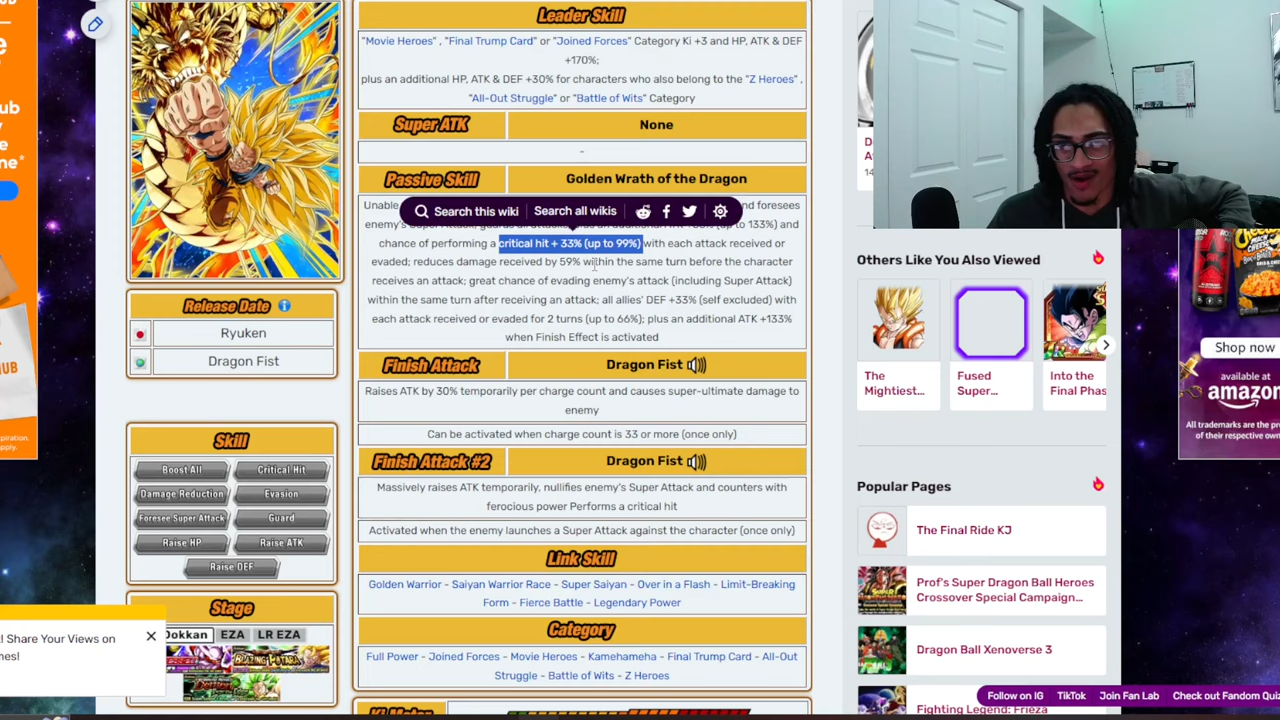 Leader Skill
"Movie Heroes" , "Final Trump Card" or "Joined Forces" Category Ki +3 and HP, ATK & DEF
+170%;
plus an additional HP, ATK & DEF +30% for characters who also belong to the "Z Heroes" ,
"All-Out Struggle" or "Battle of Wits" Category
Super ATK
None
-
Passive Skill
Golden Wrath of the Dragon
Unable
nd foresees
Search this wiki
Search all wikis
enemy's
to 133%) and
chance of performing a critical hit + 33% (up to 99%) with each attack received or
evaded; reduces damage received by 59% within the same turn before the character
receives an attack; great chance of evading enemy's attack (including Super Attack)
within the same turn after receiving an attack; all allies' DEF +33% (self excluded) with
each attack received or evaded for 2 turns (up to 66%); plus an additional ATK +133%
when Finish Effect is activated
Finish Attack
Dragon Fist
Raises ATK by 30% temporarily per charge count and causes super-ultimate damage to
enemy
Can be activated when charge count is 33 or more (once only)
Finish Attack #2
Dragon Fist
Massively raises ATK temporarily, nullifies enemy's Super Attack and counters with
ferocious power Performs a critical hit
Activated when the enemy launches a Super Attack against the character (once only)
Link Skill
Golden Warrior - Saiyan Warrior Race - Super Saiyan - Over in a Flash - Limit-Breaking
Form - Fierce Battle - Legendary Power
Category
Full Power - Joined Forces - Movie Heroes - Kamehameha - Final Trump Card - All-Out
Struggle - Battle of Wits - Z Heroes
Release Date
Ryuken
Dragon Fist
Skill
Boost All
Critical Hit
Damage Reduction
Evasion
Foresee Super Attack
Guard
Raise HP
Raise ATK
Raise DEF
Stage
Dokkan
EZA
LR EZA
t! Share Your Views on
mes!
Others Like You Also Viewed
The
Mightiest...
Fused
Super...
Into the
Final Phas
Popular Pages
The Final Ride KJ
Prof's Super Dragon Ball Heroes
Crossover Special Campaign...
Dragon Ball Xenoverse 3
Fighting Legend: Frieza
Follow on IG
TikTok
Join Fan Lab
Check out Fandom Quiz
Shop now
available at
amazon
All trademarks are the pr
of their respective owne